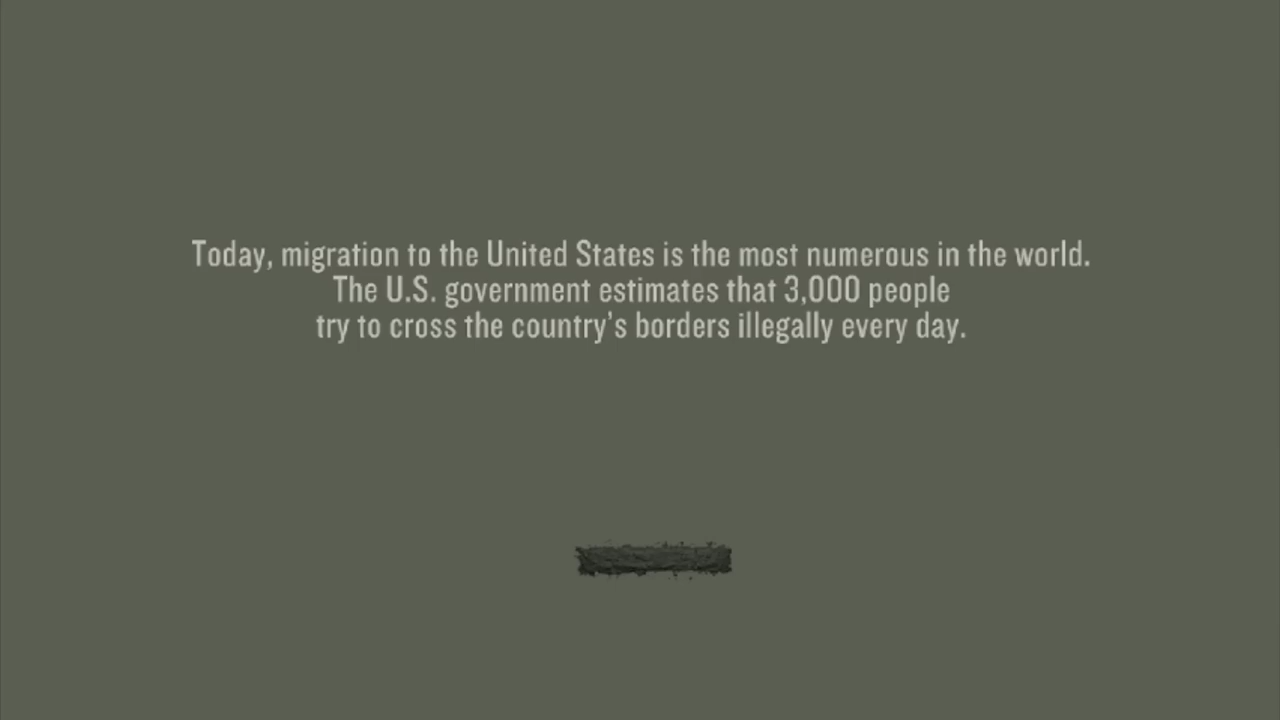 Today, migration to the United States is the most numerous in the world.
The U.S. government estimates that 3,000 people
try to cross the country's borders illegally every day.